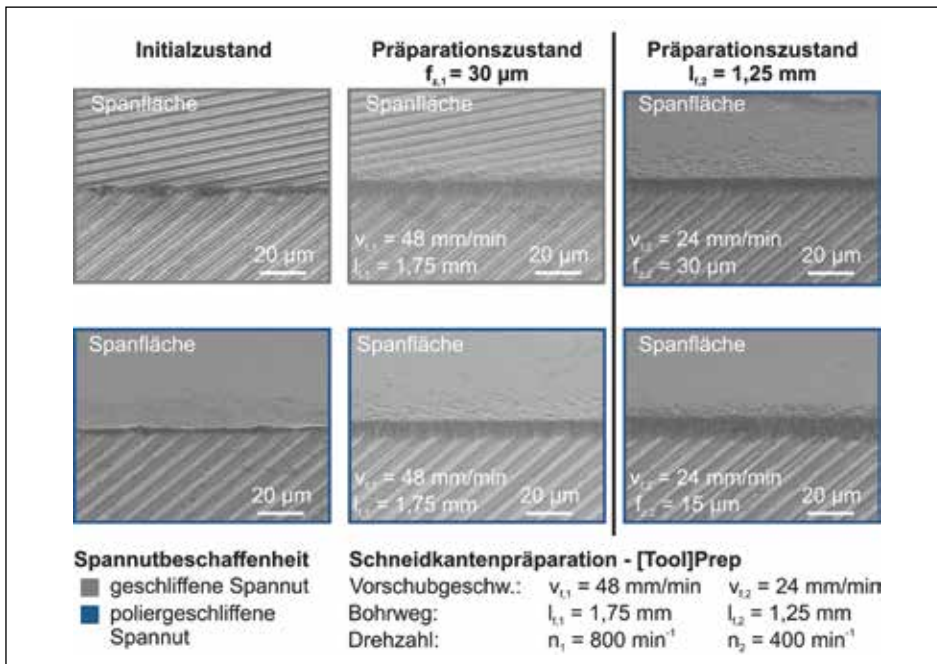 Initialzustand
Präparationszustand
f_z,1 = 30 µm
Präparationszustand
l_f,2 = 1,25 mm
Spanfläche
20 µm
Spanfläche
v_f,1 = 48 mm/min
l_f,1 = 1,75 mm
20 µm
Spanfläche
v_f,2 = 24 mm/min
f_z,2 = 30 µm
20 µm
Spanfläche
20 µm
Spanfläche
v_f,1 = 48 mm/min
l_f,1 = 1,75 mm
20 µm
Spanfläche
v_f,2 = 24 mm/min
f_z,2 = 15 µm
20 µm
Spannutbeschaffenheit
geschliffene Spannut
poliergeschliffene
Spannut
Schneidkantenpräparation - [Tool]Prep
Vorschubgeschw.: v_f,1 = 48 mm/min v_f,2 = 24 mm/min
Bohrweg: l_f,1 = 1,75 mm l_f,2 = 1,25 mm
Drehzahl: n₁ = 800 min⁻¹ n₂ = 400 min⁻¹